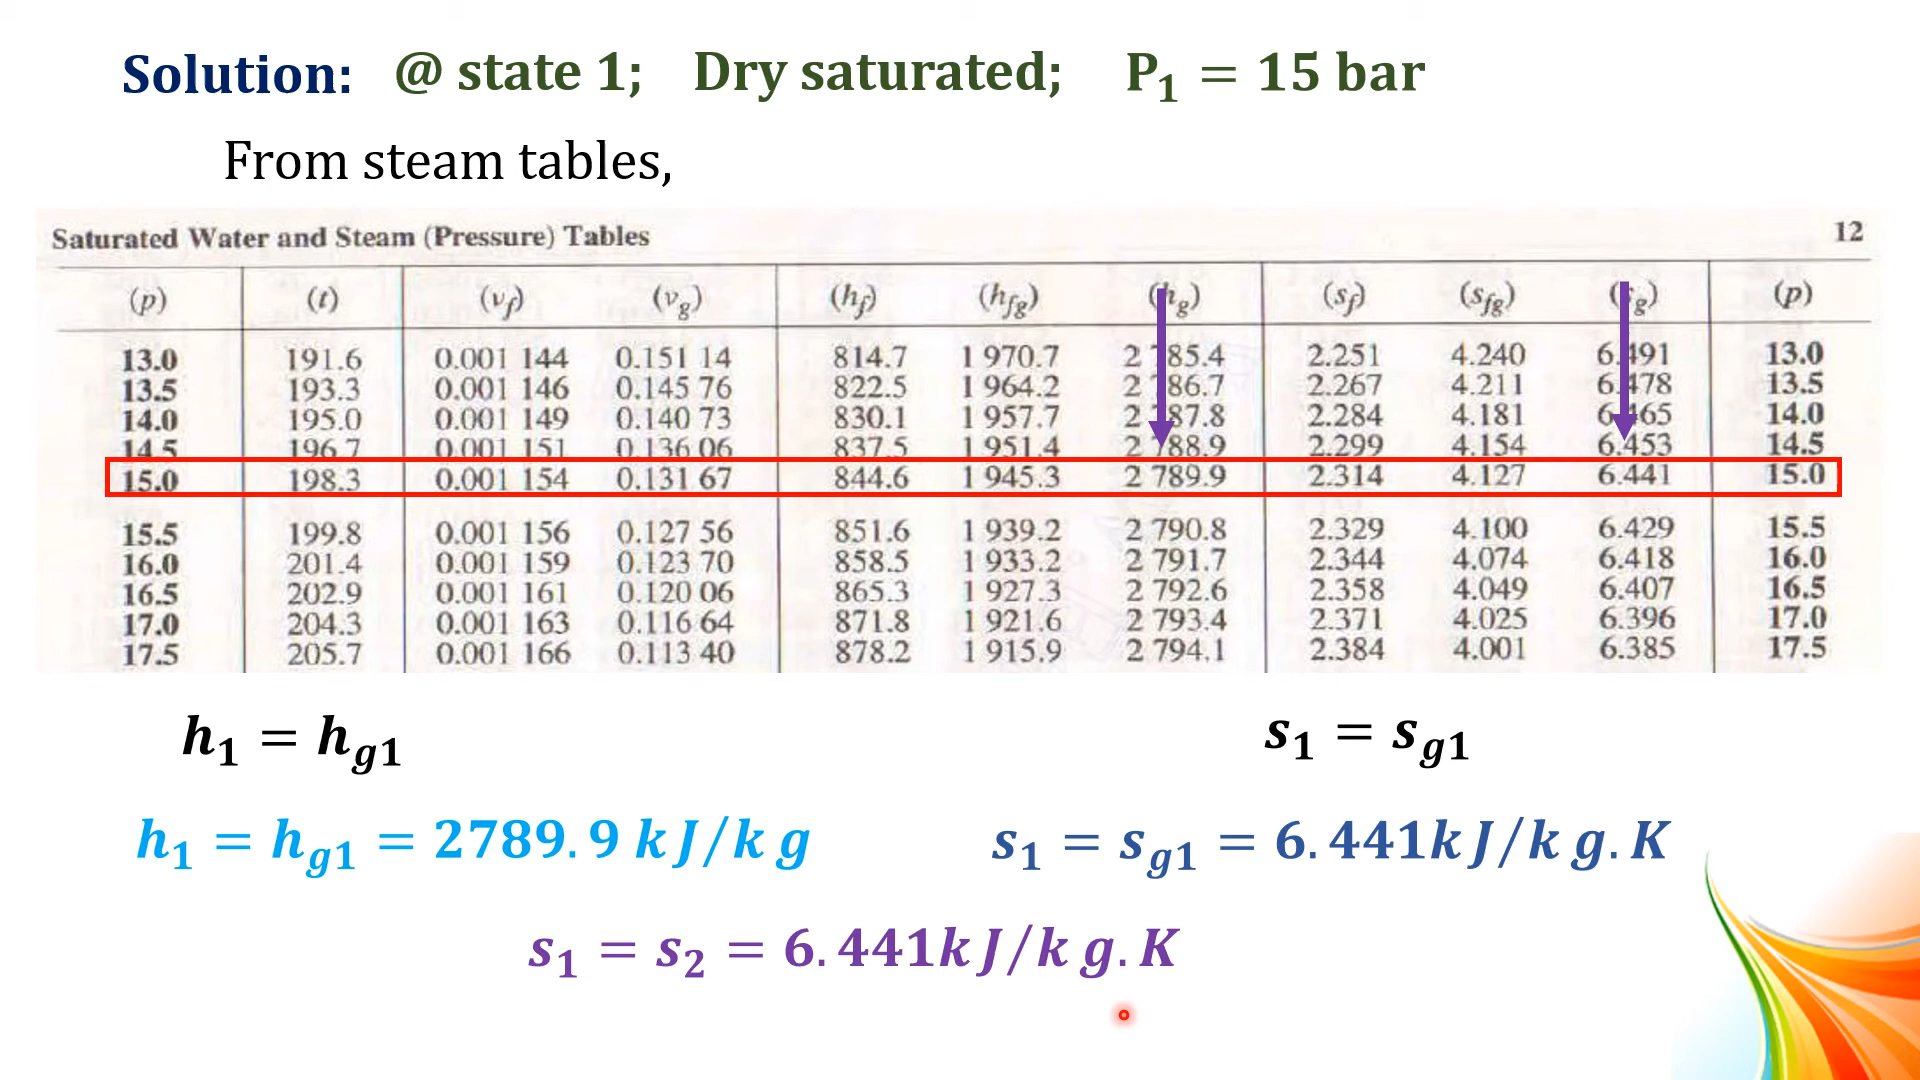 Solution: @ state 1; Dry saturated; P₁ = 15 bar
From steam tables,
Saturated Water and Steam (Pressure) Tables 12
(p) (t) (vf) (vg) (hf) (hfg) (hg) (sf) (sfg) (sg) (p)
13.0 191.6 0.001 144 0.151 14 814.7 1 970.7 2 785.4 2.251 4.240 6.491 13.0
13.5 193.3 0.001 146 0.145 76 822.5 1 964.2 2 786.7 2.267 4.211 6.478 13.5
14.0 195.0 0.001 149 0.140 73 830.1 1 957.7 2 787.8 2.284 4.181 6.465 14.0
14.5 196.7 0.001 151 0.136 06 837.5 1 951.4 2 788.9 2.299 4.154 6.453 14.5
15.0 198.3 0.001 154 0.131 67 844.6 1 945.3 2 789.9 2.314 4.127 6.441 15.0
15.5 199.8 0.001 156 0.127 56 851.6 1 939.2 2 790.8 2.329 4.100 6.429 15.5
16.0 201.4 0.001 159 0.123 70 858.5 1 933.2 2 791.7 2.344 4.074 6.418 16.0
16.5 202.9 0.001 161 0.120 06 865.3 1 927.3 2 792.6 2.358 4.049 6.407 16.5
17.0 204.3 0.001 163 0.116 64 871.8 1 921.6 2 793.4 2.371 4.025 6.396 17.0
17.5 205.7 0.001 166 0.113 40 878.2 1 915.9 2 794.1 2.384 4.001 6.385 17.5
h₁ = hg1 s₁ = sg1
h₁ = hg1 = 2789.9 kJ/kg s₁ = sg1 = 6.441kJ/kg.K
s₁ = s₂ = 6.441kJ/kg.K